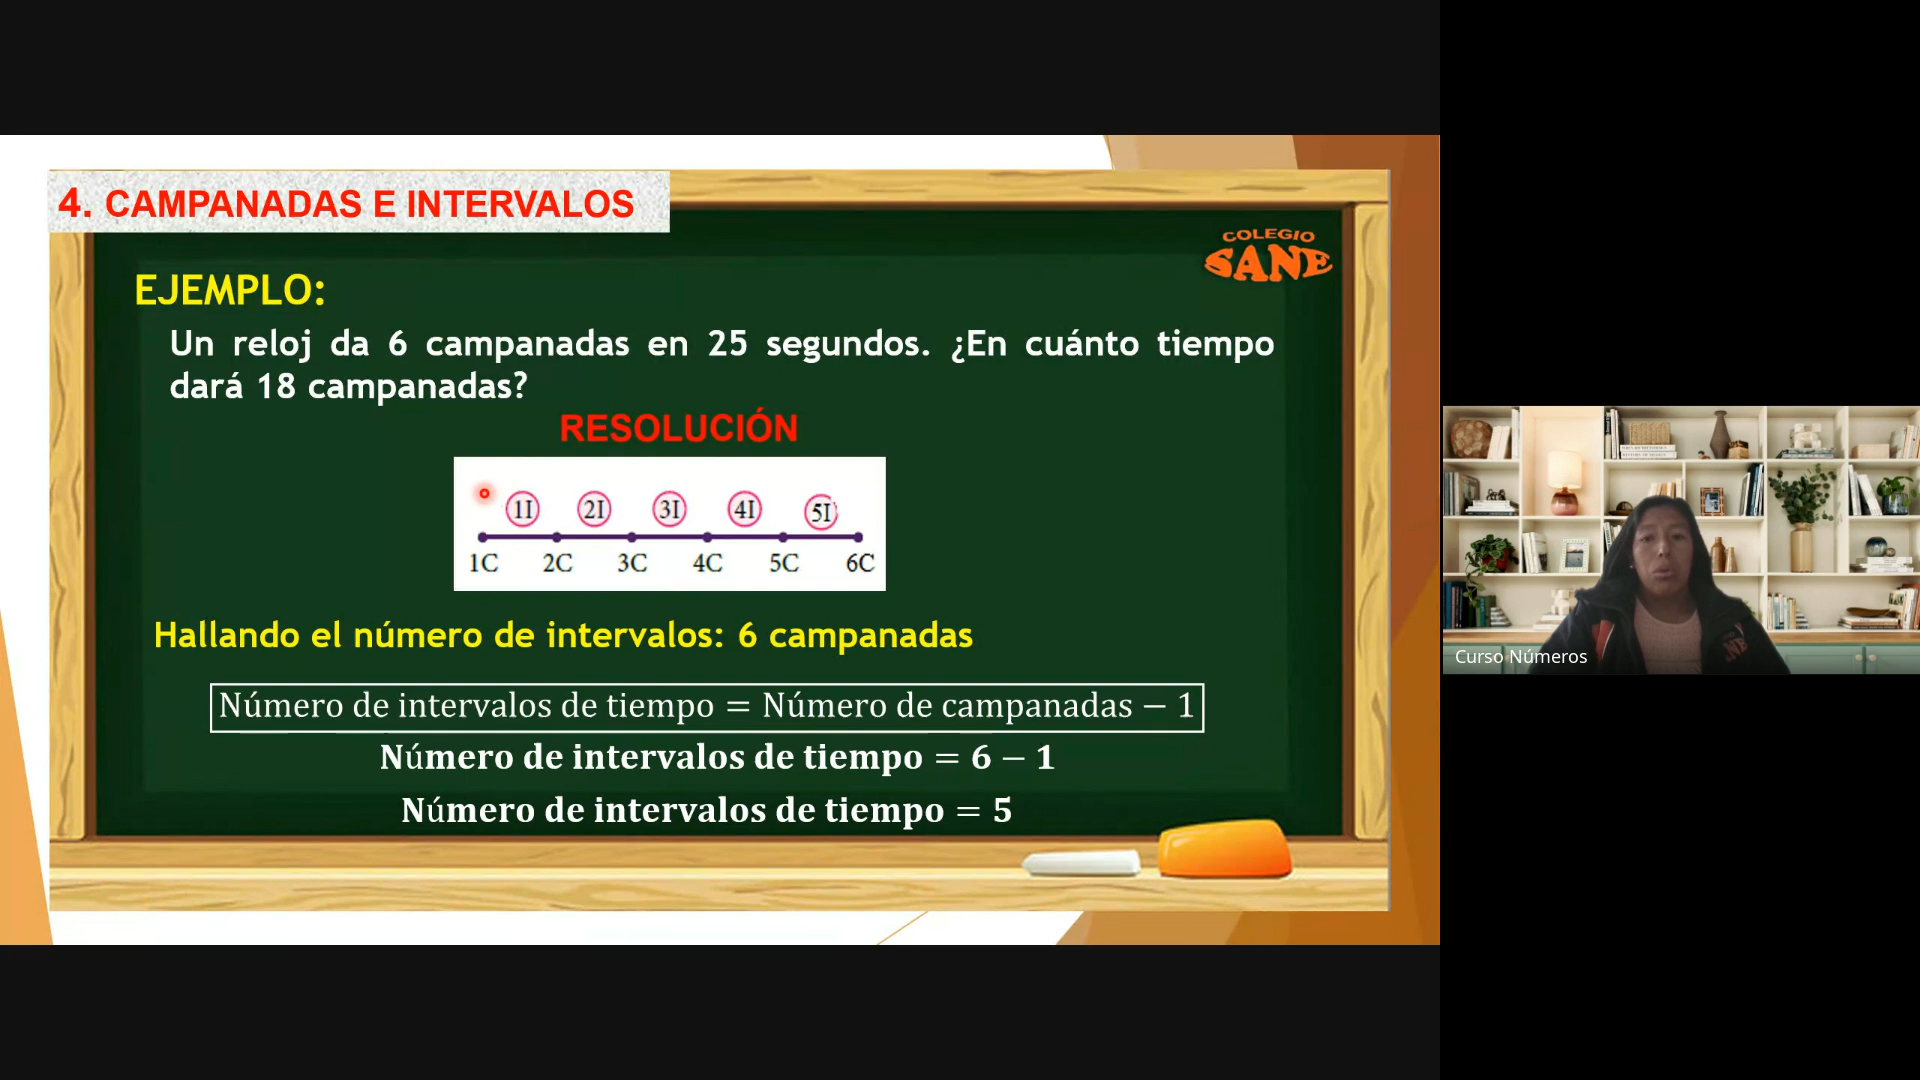 4. CAMPANADAS E INTERVALOS
COLEGIO
SANE
EJEMPLO:
Un reloj da 6 campanadas en 25 segundos. ¿En cuánto tiempo
dará 18 campanadas?
RESOLUCIÓN
1I 2I 3I 4I 5I
1C 2C 3C 4C 5C 6C
Hallando el número de intervalos: 6 campanadas
Número de intervalos de tiempo = Número de campanadas − 1
Número de intervalos de tiempo = 6 − 1
Número de intervalos de tiempo = 5
Curso Números